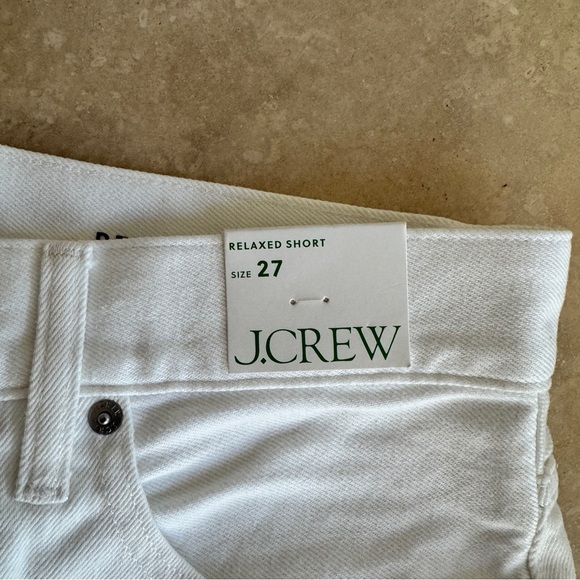 RELAXED SHORT
SIZE 27
J.CREW